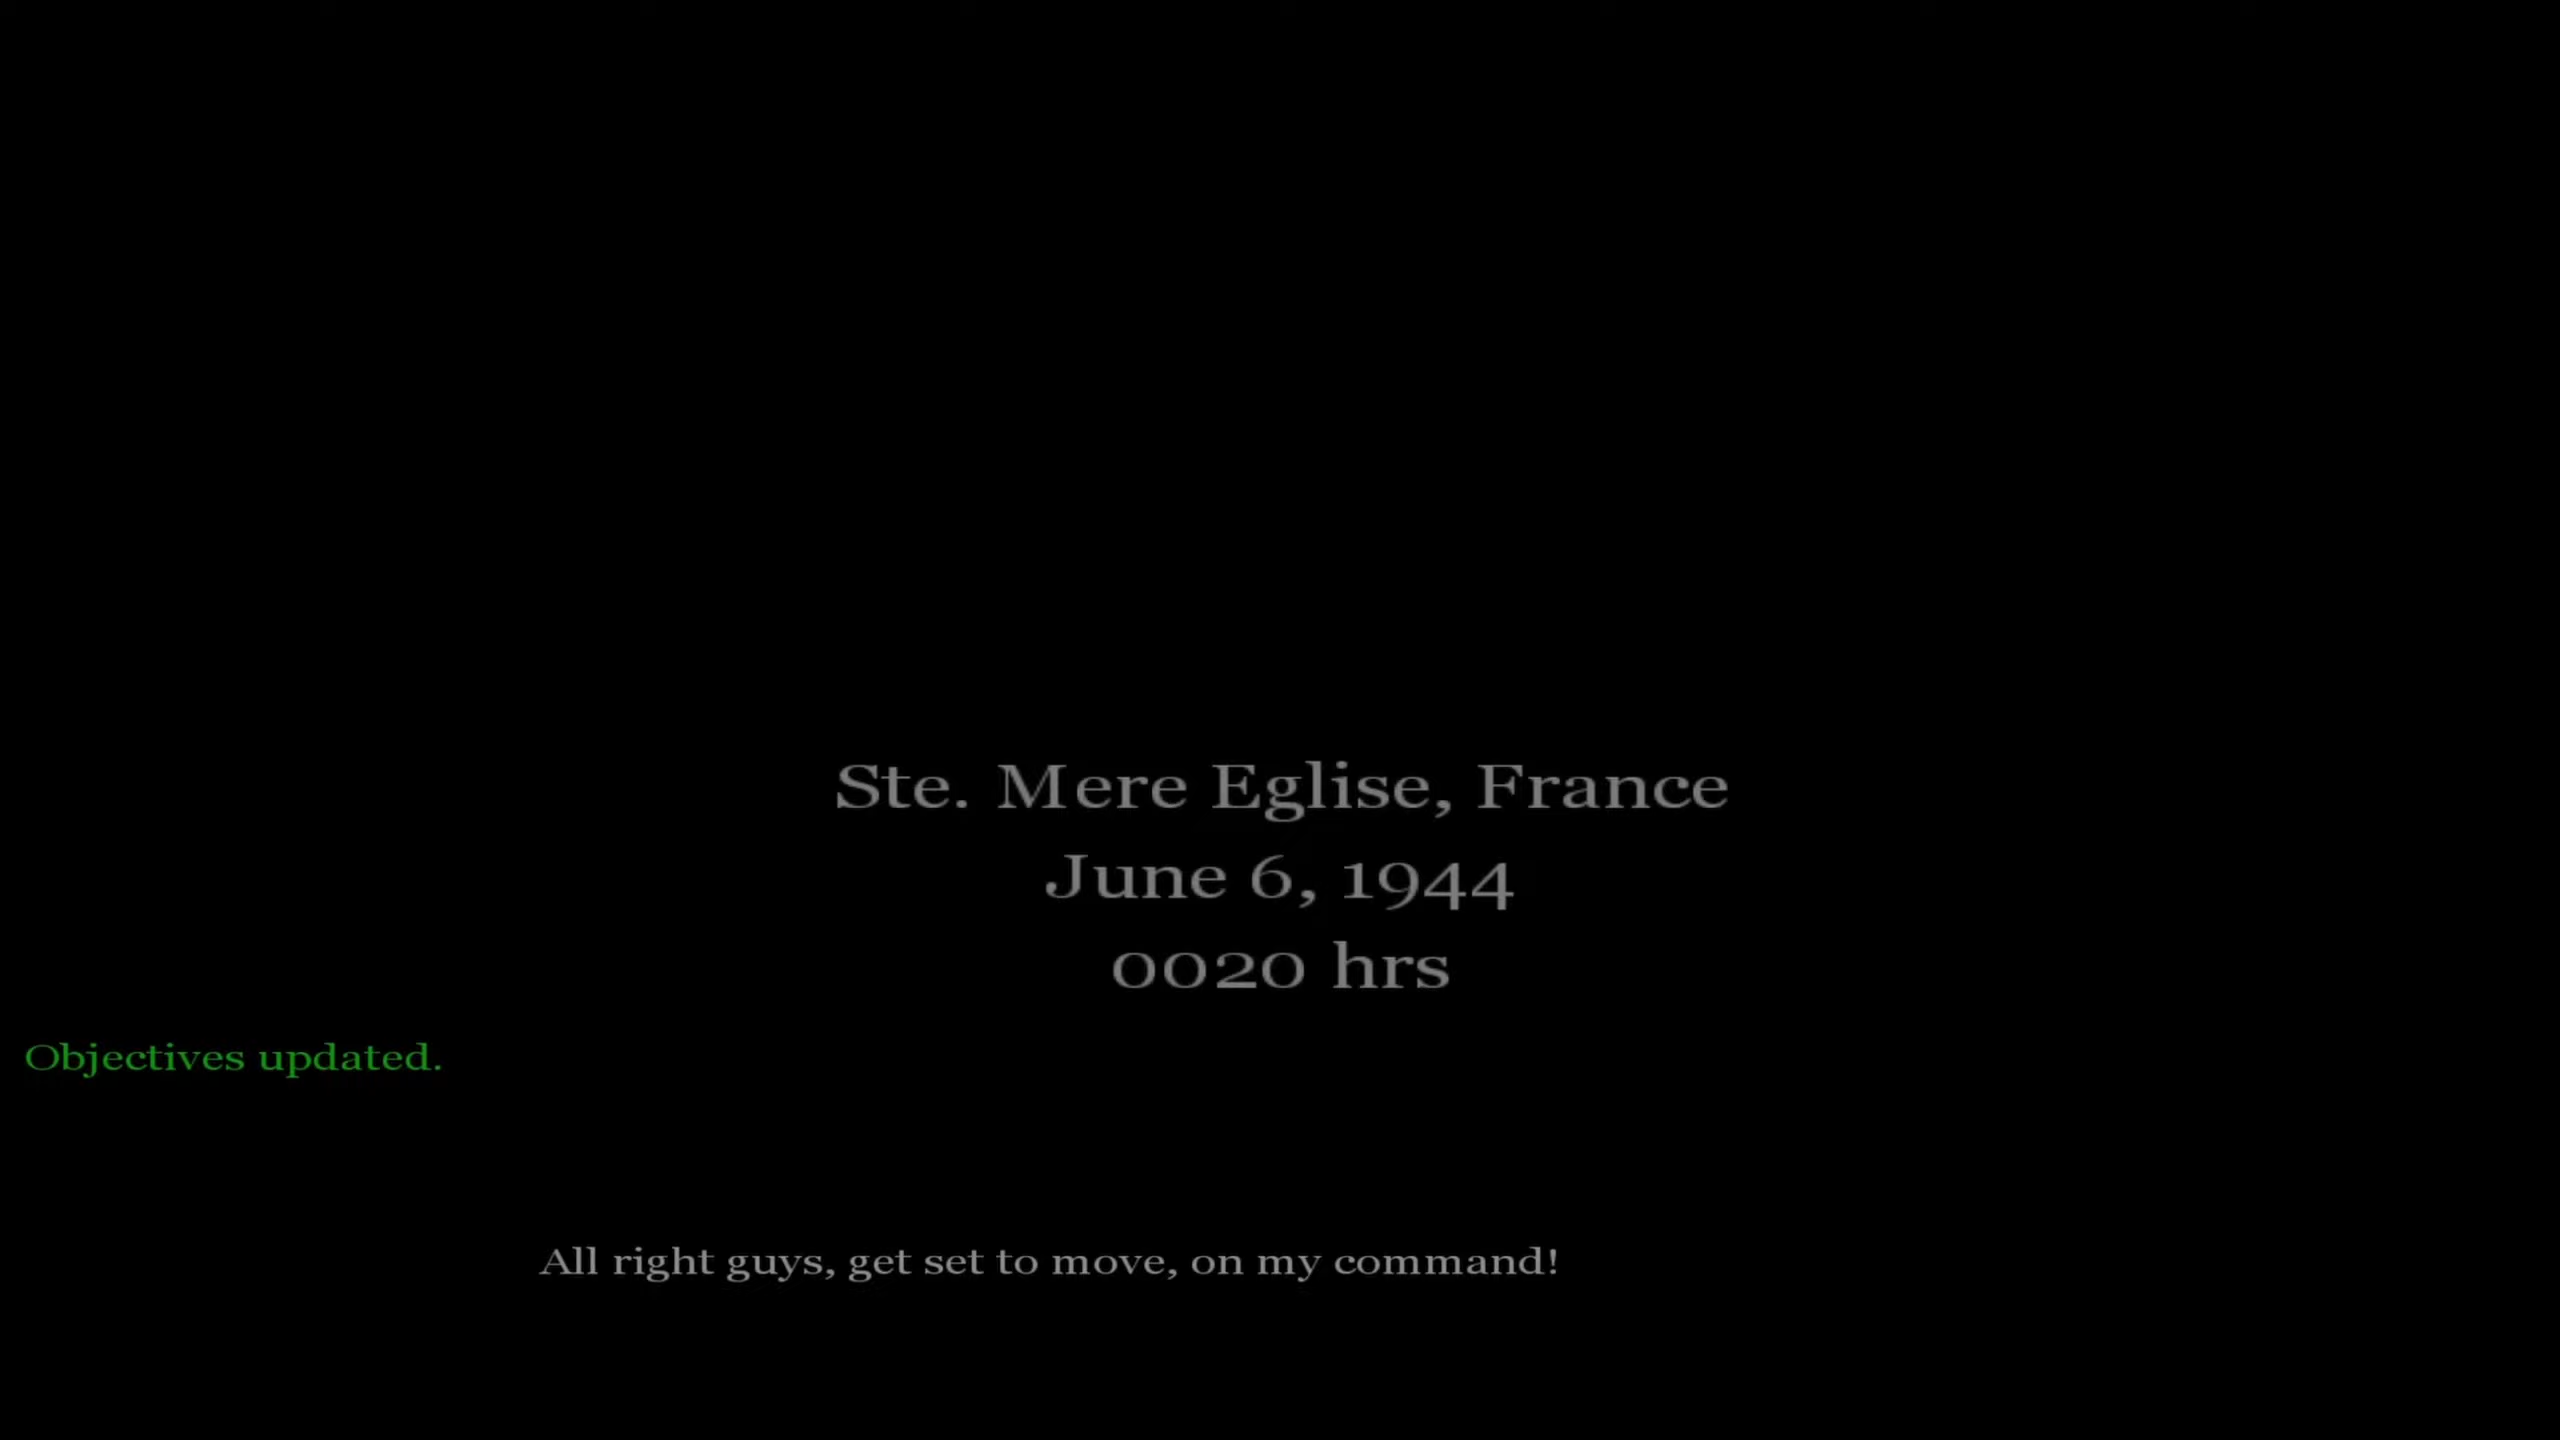 Ste. Mere Eglise, France
June 6, 1944
0020 hrs
Objectives updated.
All right guys, get set to move, on my command!